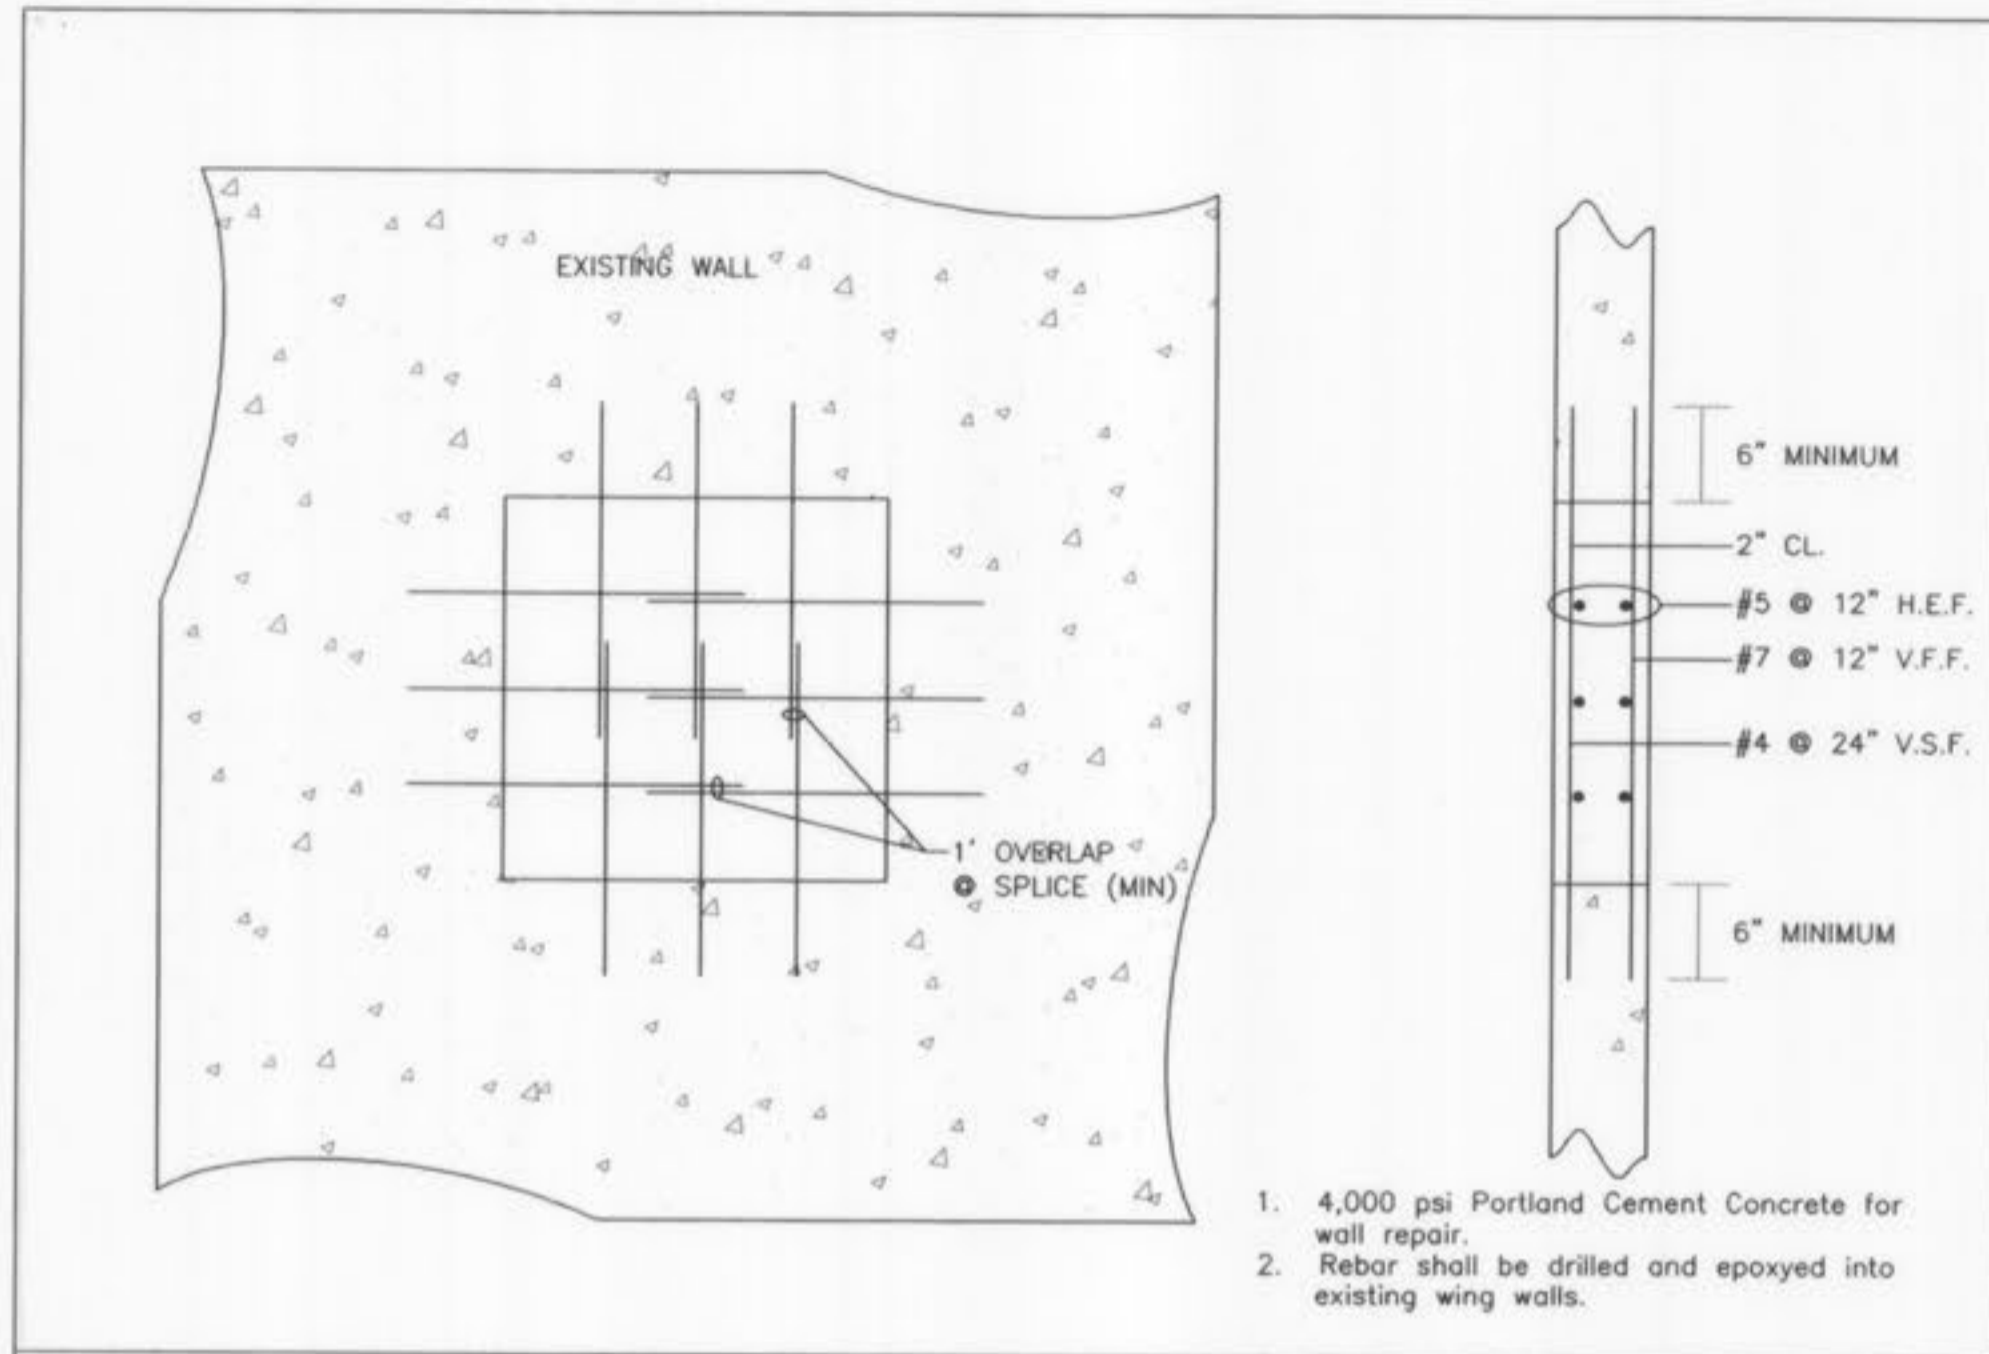 EXISTING WALL
1' OVERLAP
@ SPLICE (MIN)
6" MINIMUM
2" CL.
#5 @ 12" H.E.F.
#7 @ 12" V.F.F.
#4 @ 24" V.S.F.
6" MINIMUM
1. 4,000 psi Portland Cement Concrete for
wall repair.
2. Rebar shall be drilled and epoxyed into
existing wing walls.